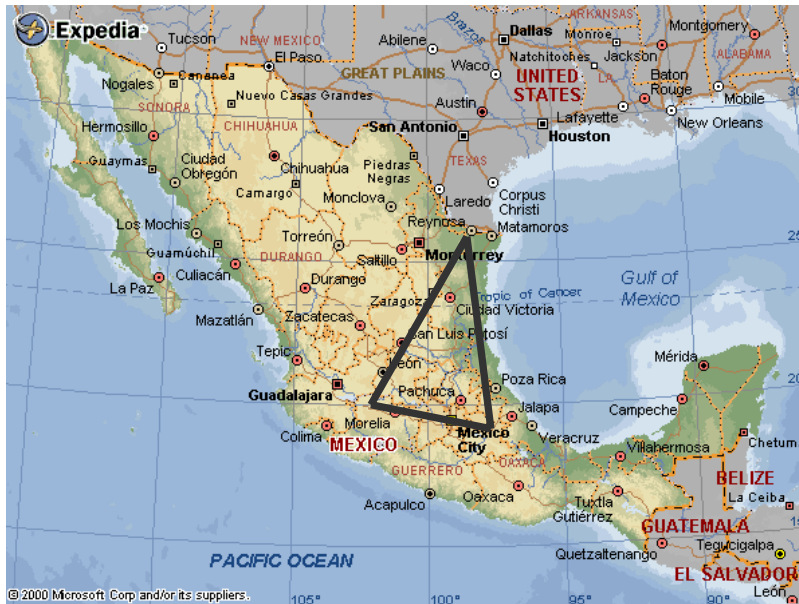 Expedia
Tucson
NEW MEXICO
Abilene
Brazos
Dallas
ARKANSAS
Monroe
Montgomery
El Paso
Waco
Natchitoches
Jackson
ALABAMA
Nogales
Cananea
GREAT PLAINS
UNITED
STATES
LA.
Baton
Rouge
Mobile
Nuevo Casas Grandes
Austin
Lafayette
New Orleans
SONORA
CHIHUAHUA
San Antonio
Houston
Hermosillo
TEXAS
Guaymas
Ciudad
Obregón
Chihuahua
Piedras
Negras
Camargo
Monclova
Laredo
Corpus
Christi
Los Mochis
Reynosa
Matamoros
Torreón
Guamúchil
DURANGO
Saltillo
Monterrey
25
La Paz
Culiacán
Durango
Zaragoza
Tropic of Cancer
Gulf of
Mexico
Mazatlán
Zacatecas
Ciudad Victoria
San Luis Potosí
Tepic
León
Mérida
Guadalajara
Pachuca
Poza Rica
20
Colima
Morelia
Mexico
City
Jalapa
Campeche
MEXICO
Veracruz
Villahermosa
Chetum
GUERRERO
OAXACA
BELIZE
Acapulco
Oaxaca
Tuxtla
Gutiérrez
La Ceiba
GUATEMALA
PACIFIC OCEAN
Quetzaltenango
Tegucigalpa
EL SALVADOR
León
© 2000 Microsoft Corp and/or its suppliers.
105°
100°
95°
90°